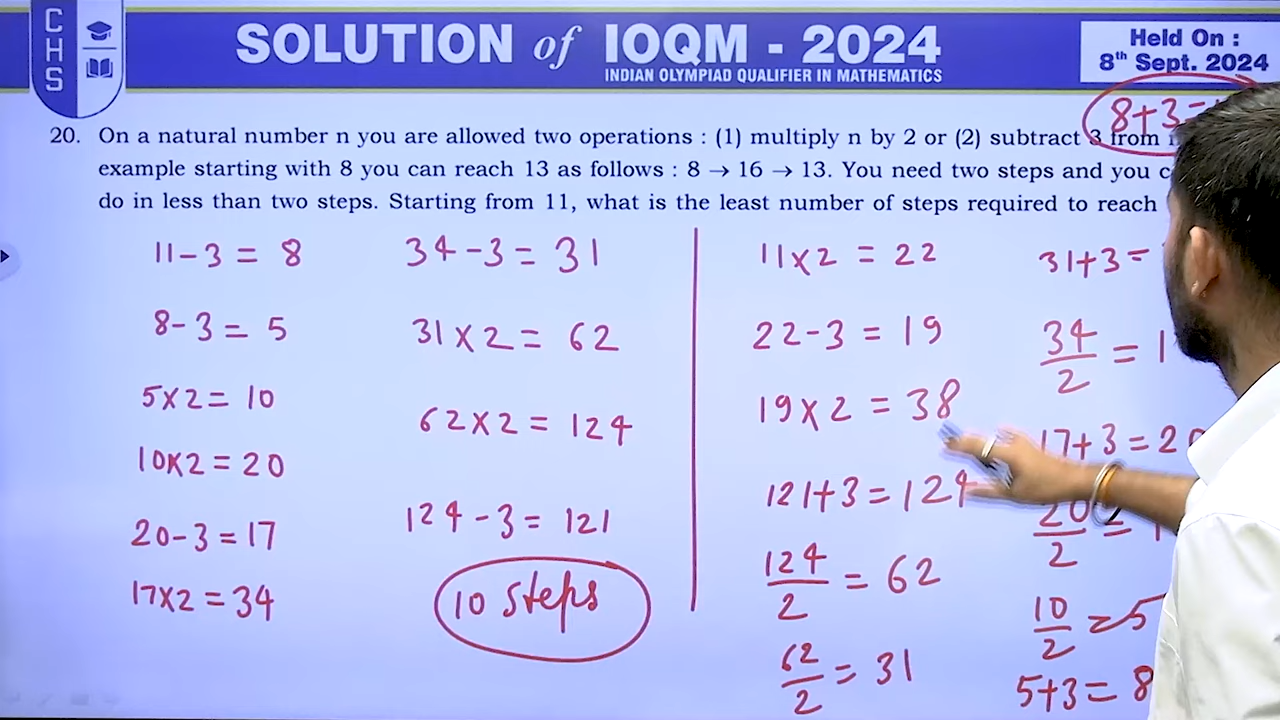 CHS
SOLUTION of IOQM - 2024
INDIAN OLYMPIAD QUALIFIER IN MATHEMATICS
Held On :
8th Sept. 2024
8+3=
20. On a natural number n you are allowed two operations : (1) multiply n by 2 or (2) subtract 3 from
example starting with 8 you can reach 13 as follows : 8 → 16 → 13. You need two steps and you
do in less than two steps. Starting from 11, what is the least number of steps required to reach
11-3 = 8
8-3 = 5
5x2= 10
10x2=20
20-3=17
17x2=34
34-3= 31
31x2= 62
62x2= 124
124-3= 121
10 steps
11x2 = 22
22-3 = 19
19x2 = 38
121+3=124
124/2 = 62
62/2 = 31
31+3=
34/2 =
17+3=20
20/2 =
10/2 =5
5+3= 8